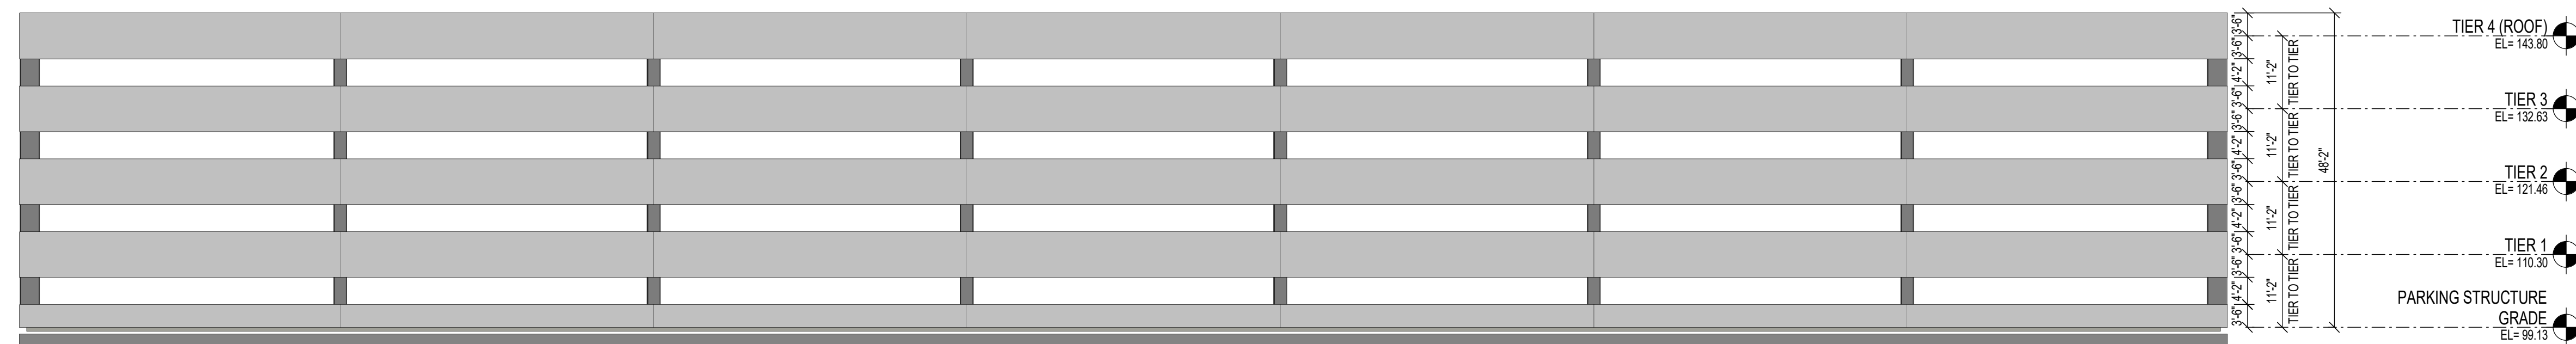 TIER 4 (ROOF)
EL= 143.80
TIER 3
EL= 132.63
TIER 2
EL= 121.46
TIER 1
EL= 110.30
PARKING STRUCTURE
GRADE
EL= 99.13
3'-6"
3'-6"
4'-2"
3'-6"
3'-6"
4'-2"
3'-6"
3'-6"
4'-2"
3'-6"
3'-6"
4'-2"
3'-6"
11'-2"
TIER TO TIER
11'-2"
TIER TO TIER
11'-2"
TIER TO TIER
11'-2"
TIER TO TIER
48'-2"